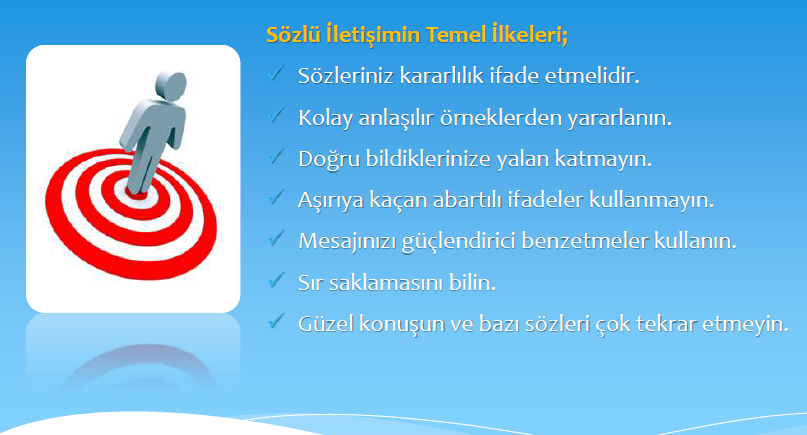 Sözlü İletişimin Temel İlkeleri;
✓ Sözleriniz kararlılık ifade etmelidir.
✓ Kolay anlaşılır örneklerden yararlanın.
✓ Doğru bildiklerinize yalan katmayın.
✓ Aşırıya kaçan abartılı ifadeler kullanmayın.
✓ Mesajınızı güçlendirici benzetmeler kullanın.
✓ Sır saklamasını bilin.
✓ Güzel konuşun ve bazı sözleri çok tekrar etmeyin.